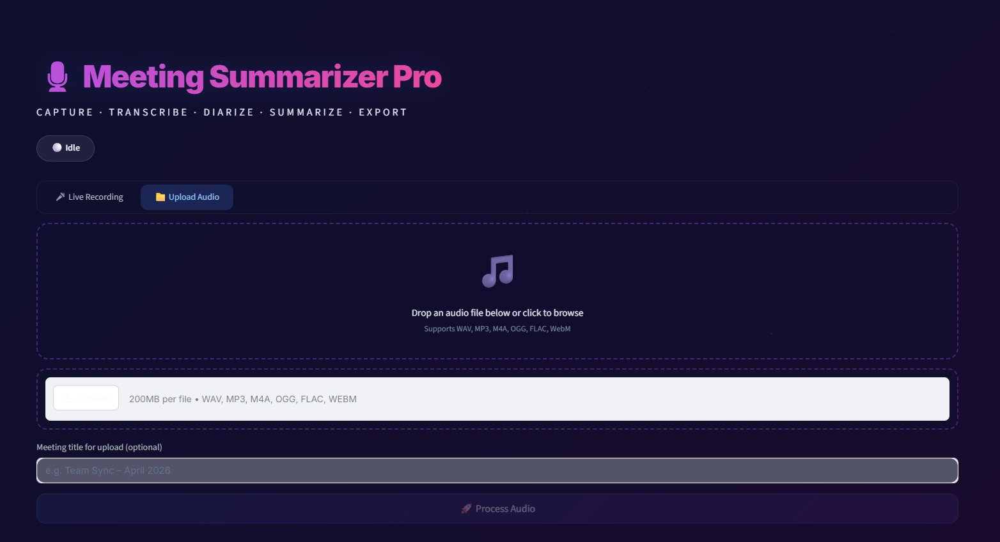 Meeting Summarizer Pro
CAPTURE · TRANSCRIBE · DIARIZE · SUMMARIZE · EXPORT
Idle
Live Recording
Upload Audio
Drop an audio file below or click to browse
Supports WAV, MP3, M4A, OGG, FLAC, WebM
Upload
200MB per file • WAV, MP3, M4A, OGG, FLAC, WEBM
Meeting title for upload (optional)
e.g. Team Sync – April 2026
Process Audio